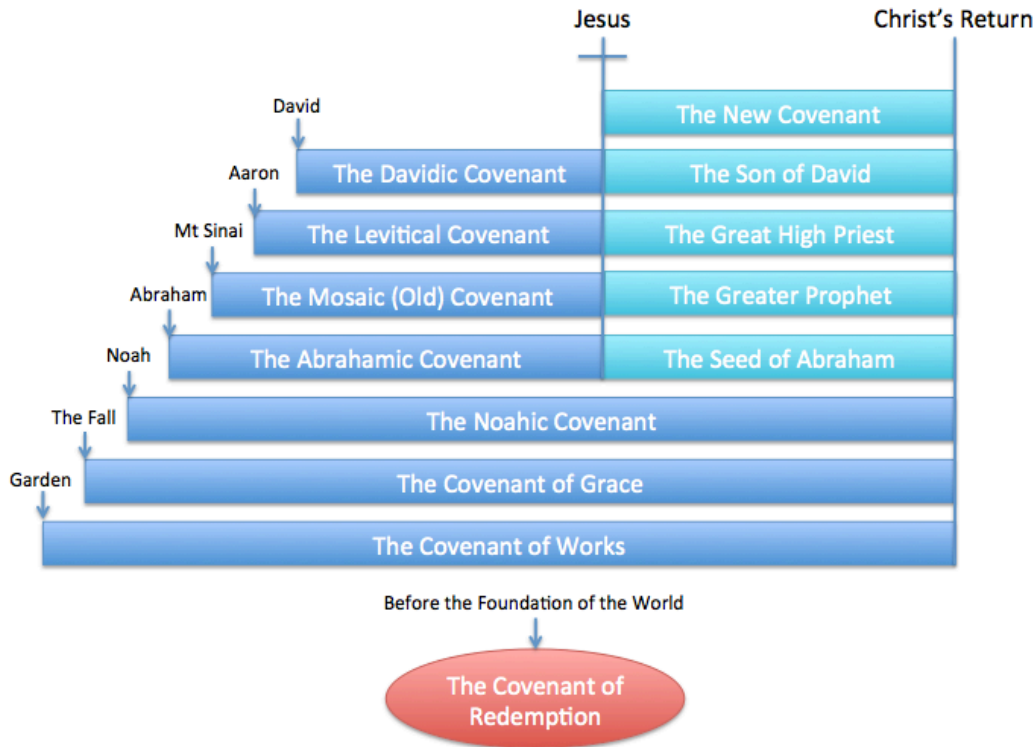 Jesus
Christ's Return
David
The New Covenant
Aaron
The Davidic Covenant
The Son of David
Mt Sinai
The Levitical Covenant
The Great High Priest
Abraham
The Mosaic (Old) Covenant
The Greater Prophet
Noah
The Abrahamic Covenant
The Seed of Abraham
The Fall
The Noahic Covenant
Garden
The Covenant of Grace
The Covenant of Works
Before the Foundation of the World
The Covenant of
Redemption